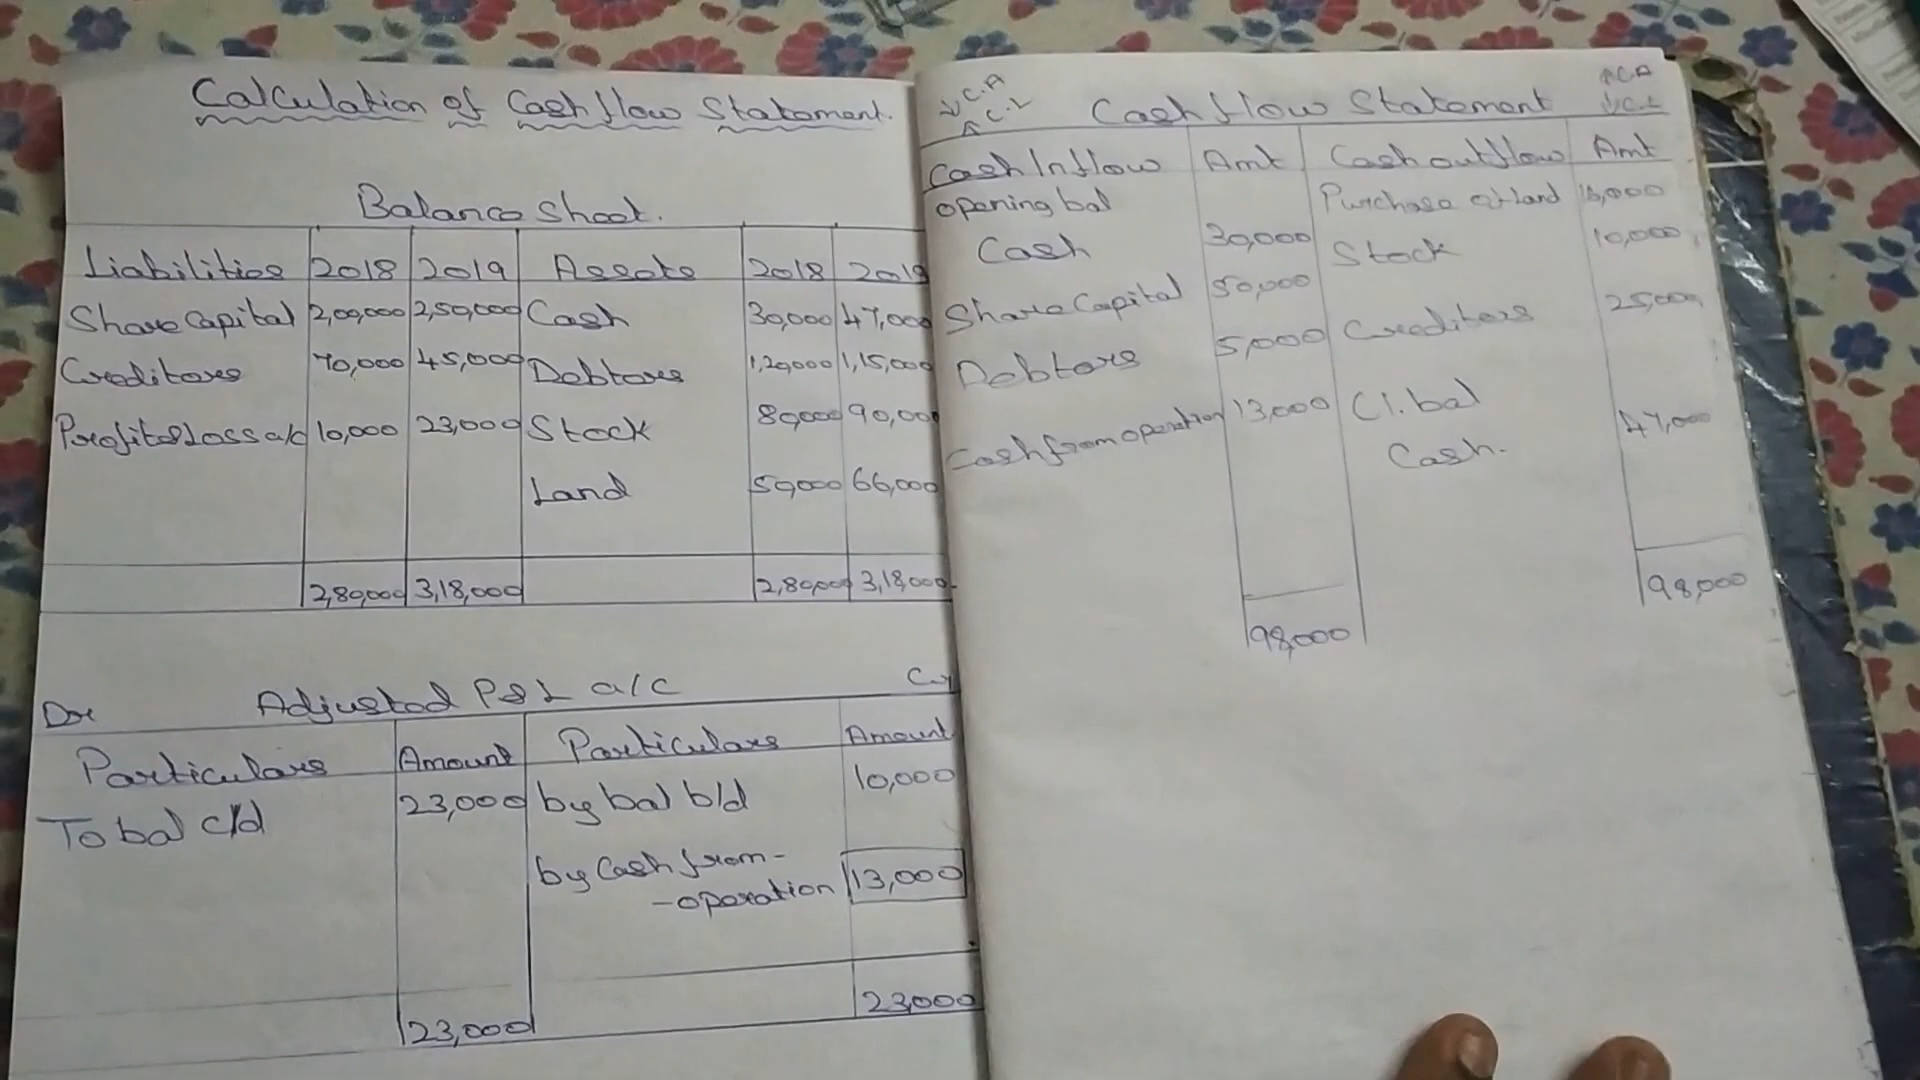 Calculation of Cash flow Statement.
Balance Sheet.
Liabilities 2018 2019 Assets 2018 2019
Share Capital 2,00,000 2,50,000 Cash 30,000 47,000
Creditors 70,000 45,000 Debtors 1,20,000 1,15,000
Profit & Loss a/c 10,000 23,000 Stock 80,000 90,000
Land 50,000 66,000
2,80,000 3,18,000 2,80,000 3,18,000
Dr Adjusted P & L a/c Cr
Particulars Amount Particulars Amount
To bal c/d 23,000 by bal b/d 10,000
by Cash from-
-operation 13,000
23,000 23,000
↓ C.A
↑ C.L
Cash flow Statement
↑ C.A
↓ C.L
Cash Inflow Amt Cash outflow Amt
Opening bal Purchase of land 16,000
Cash 30,000 Stock 10,000
Share Capital 50,000 Creditors 25,000
Debtors 5,000 Cl. bal
Cash from operation 13,000 Cash. 47,000
98,000 98,000